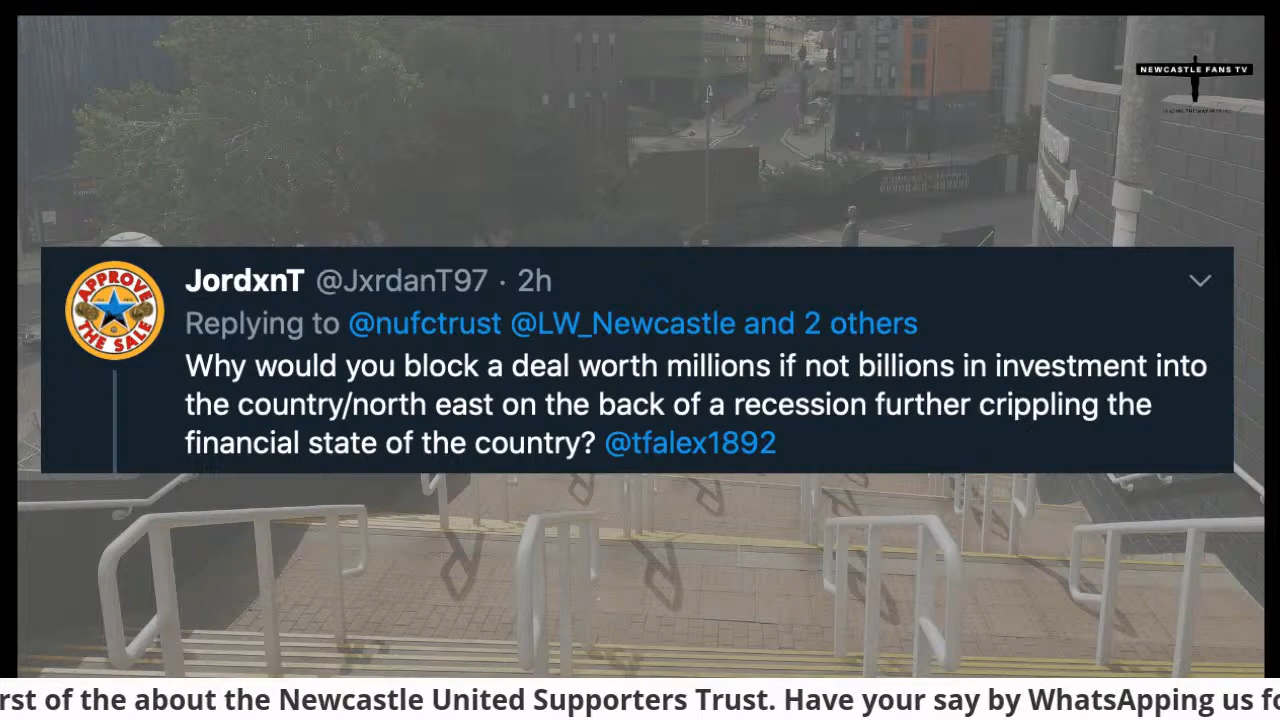 NEWCASTLE FANS TV
APPROVE
THE SALE
JordxnT @JxrdanT97 · 2h
Replying to @nufctrust @LW_Newcastle and 2 others
Why would you block a deal worth millions if not billions in investment into
the country/north east on the back of a recession further crippling the
financial state of the country? @tfalex1892
rst of the about the Newcastle United Supporters Trust. Have your say by WhatsApping us fo